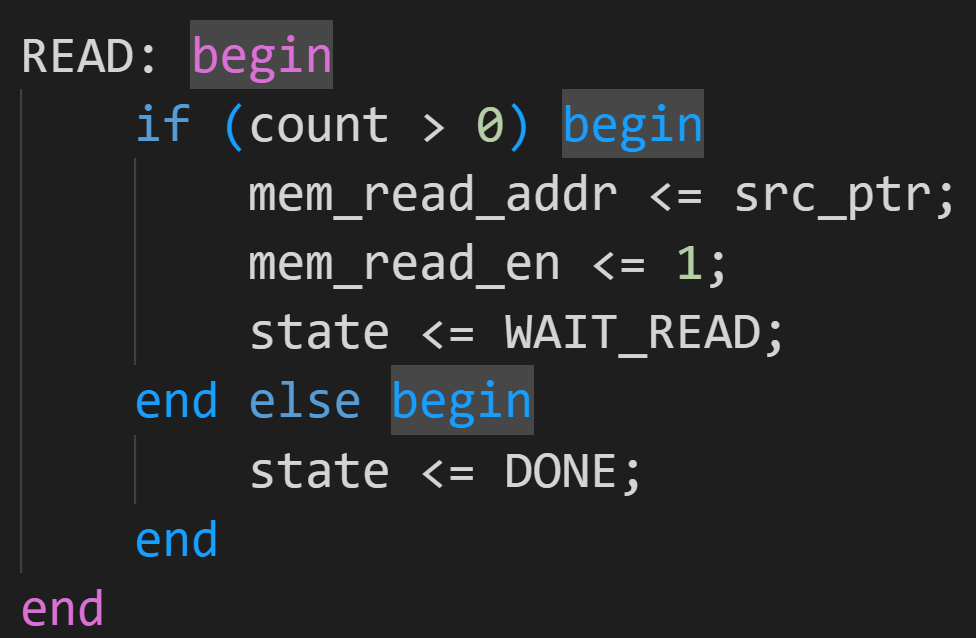 READ: begin
if (count > 0) begin
mem_read_addr <= src_ptr;
mem_read_en <= 1;
state <= WAIT_READ;
end else begin
state <= DONE;
end
end